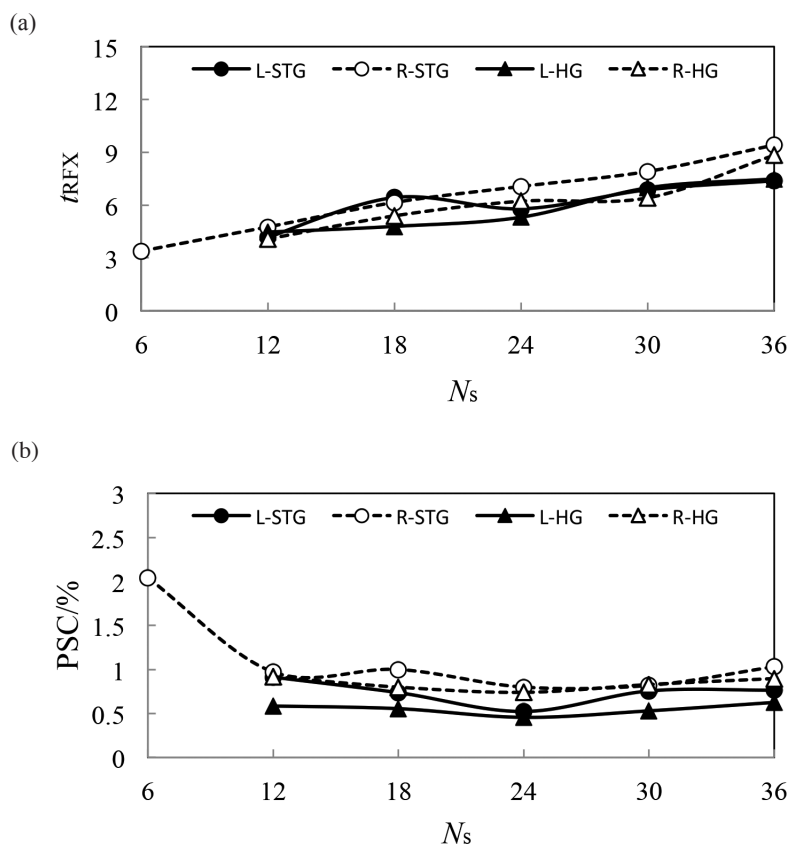 (a)
15
12
9
6
3
0
tRFX
L-STG R-STG L-HG R-HG
6 12 18 24 30 36
Ns
(b)
3
2.5
2
1.5
1
0.5
0
PSC/%
L-STG R-STG L-HG R-HG
6 12 18 24 30 36
Ns